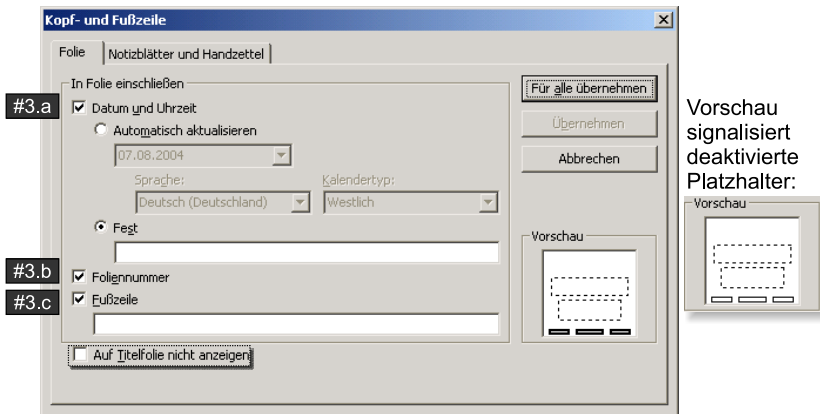 Kopf- und Fußzeile
Folie
Notizblätter und Handzettel
In Folie einschließen
#3.a
Datum und Uhrzeit
Automatisch aktualisieren
07.08.2004
Sprache:
Kalendertyp:
Deutsch (Deutschland)
Westlich
Fest
#3.b
Foliennummer
#3.c
Fußzeile
Auf Titelfolie nicht anzeigen
Für alle übernehmen
Übernehmen
Abbrechen
Vorschau
Vorschau
signalisiert
deaktivierte
Platzhalter:
Vorschau